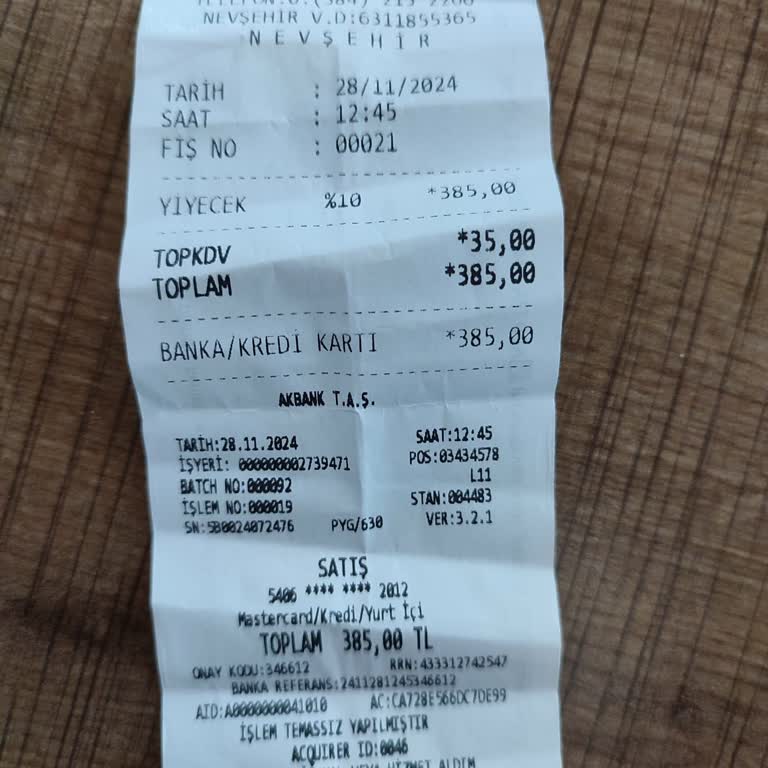 NEVŞEHİR V.D:6311855365
N E V Ş E H İ R
TARİH : 28/11/2024
SAAT : 12:45
FİŞ NO : 00021
YİYECEK %10 *385,00
TOPKDV *35,00
TOPLAM *385,00
BANKA/KREDİ KARTI *385,00
AKBANK T.A.Ş.
TARİH:28.11.2024 SAAT:12:45
İŞYERİ: 000000002739471 POS:03434578
L11
BATCH NO:000092
İŞLEM NO:000019 STAN:004483
SN:5B0024072476 PYG/630 VER:3.2.1
SATIŞ
5406 **** **** 2012
Mastercard/Kredi/Yurt İçi
TOPLAM 385,00 TL
ONAY KODU:346612 RRN:433312742547
BANKA REFERANS:2411281245346612
AID:A0000000041010 AC:CA728E566DC7DE99
İŞLEM TEMASSIZ YAPILMIŞTIR
ACQUIRER ID:0046